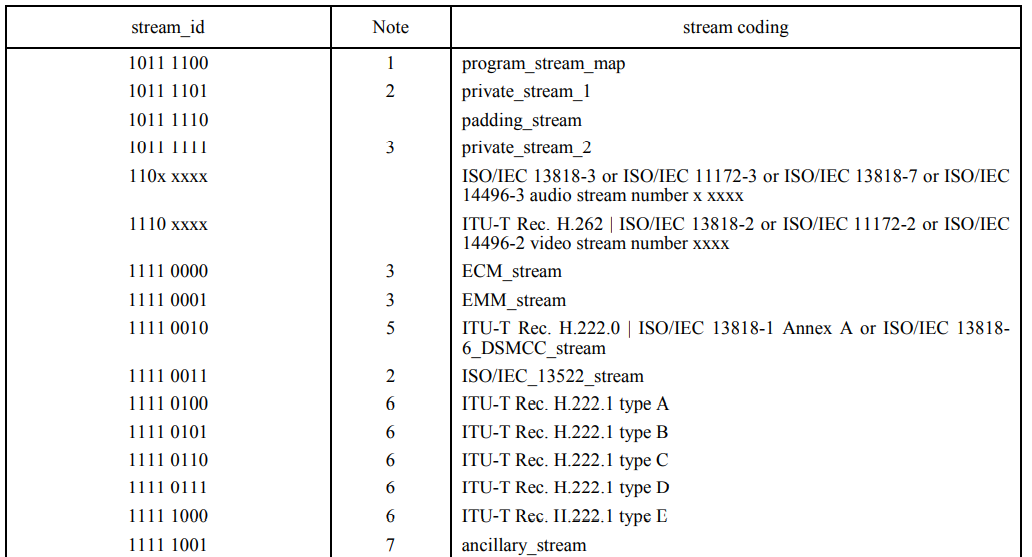 stream_id Note stream coding
1011 1100 1 program_stream_map
1011 1101 2 private_stream_1
1011 1110 padding_stream
1011 1111 3 private_stream_2
110x xxxx ISO/IEC 13818-3 or ISO/IEC 11172-3 or ISO/IEC 13818-7 or ISO/IEC
14496-3 audio stream number x xxxx
1110 xxxx ITU-T Rec. H.262 | ISO/IEC 13818-2 or ISO/IEC 11172-2 or ISO/IEC
14496-2 video stream number xxxx
1111 0000 3 ECM_stream
1111 0001 3 EMM_stream
1111 0010 5 ITU-T Rec. H.222.0 | ISO/IEC 13818-1 Annex A or ISO/IEC 13818-
6_DSMCC_stream
1111 0011 2 ISO/IEC_13522_stream
1111 0100 6 ITU-T Rec. H.222.1 type A
1111 0101 6 ITU-T Rec. H.222.1 type B
1111 0110 6 ITU-T Rec. H.222.1 type C
1111 0111 6 ITU-T Rec. H.222.1 type D
1111 1000 6 ITU-T Rec. H.222.1 type E
1111 1001 7 ancillary_stream